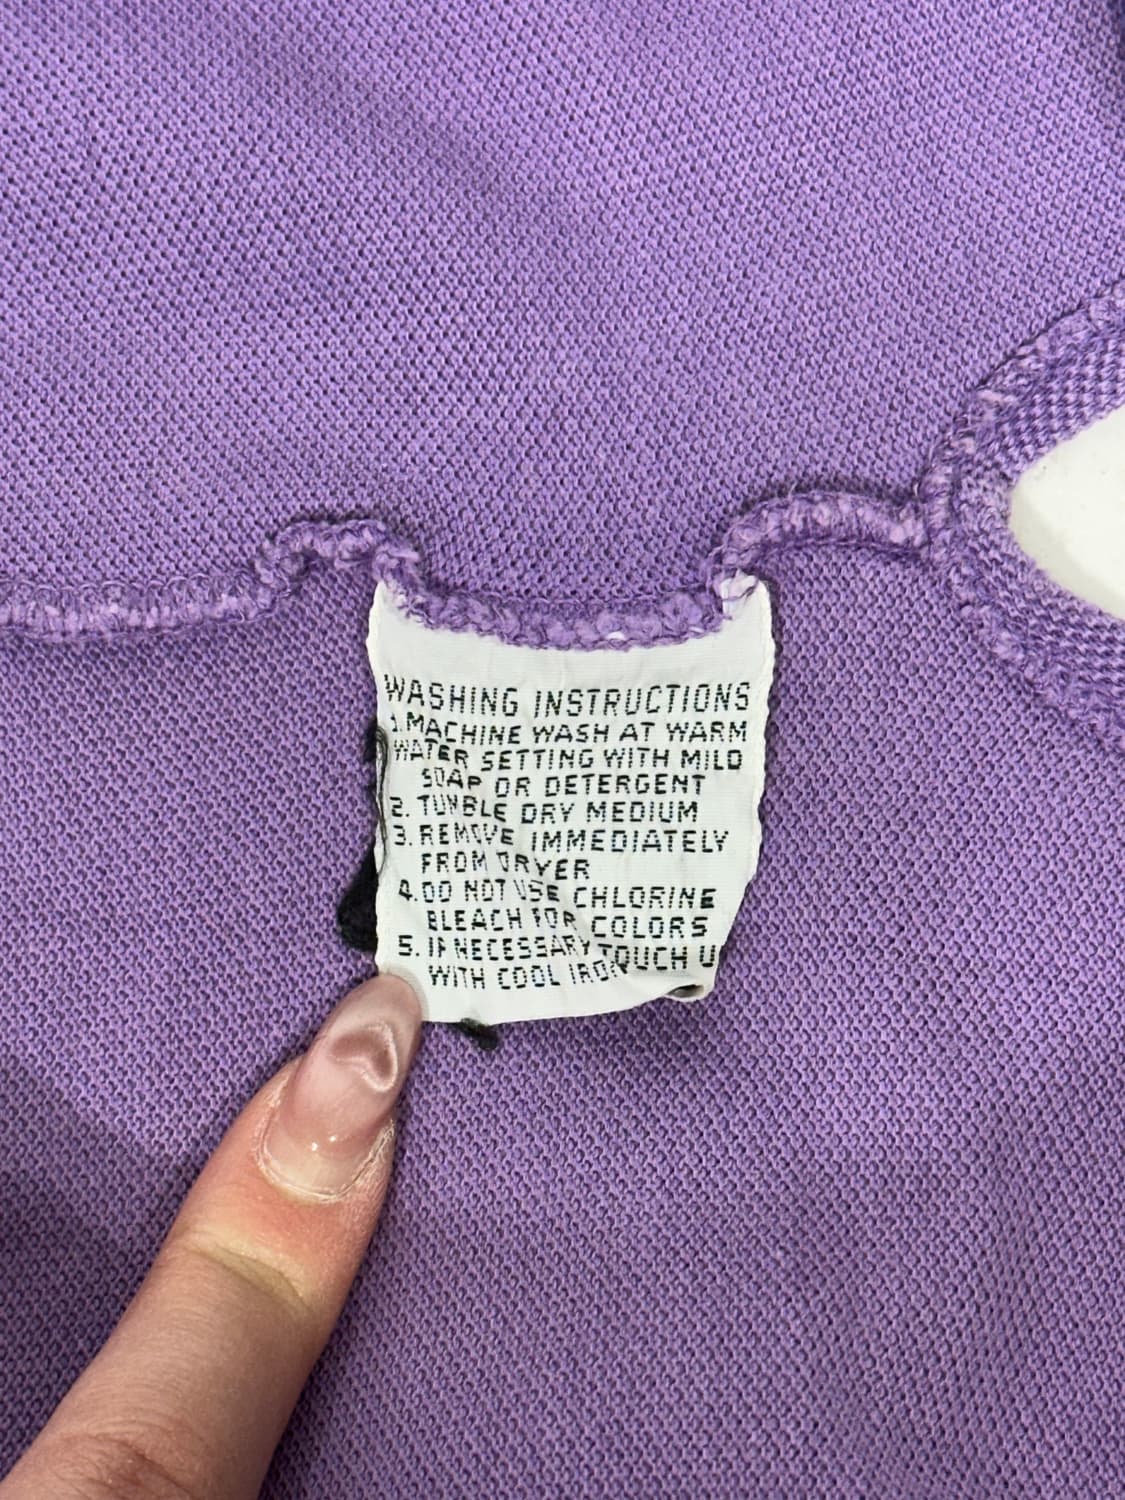 WASHING INSTRUCTIONS
1.MACHINE WASH AT WARM
WATER SETTING WITH MILD
SOAP OR DETERGENT
2. TUMBLE DRY MEDIUM
3. REMOVE IMMEDIATELY
FROM DRYER
4.DO NOT USE CHLORINE
BLEACH FOR COLORS
5. IF NECESSARY TOUCH U
WITH COOL IRON